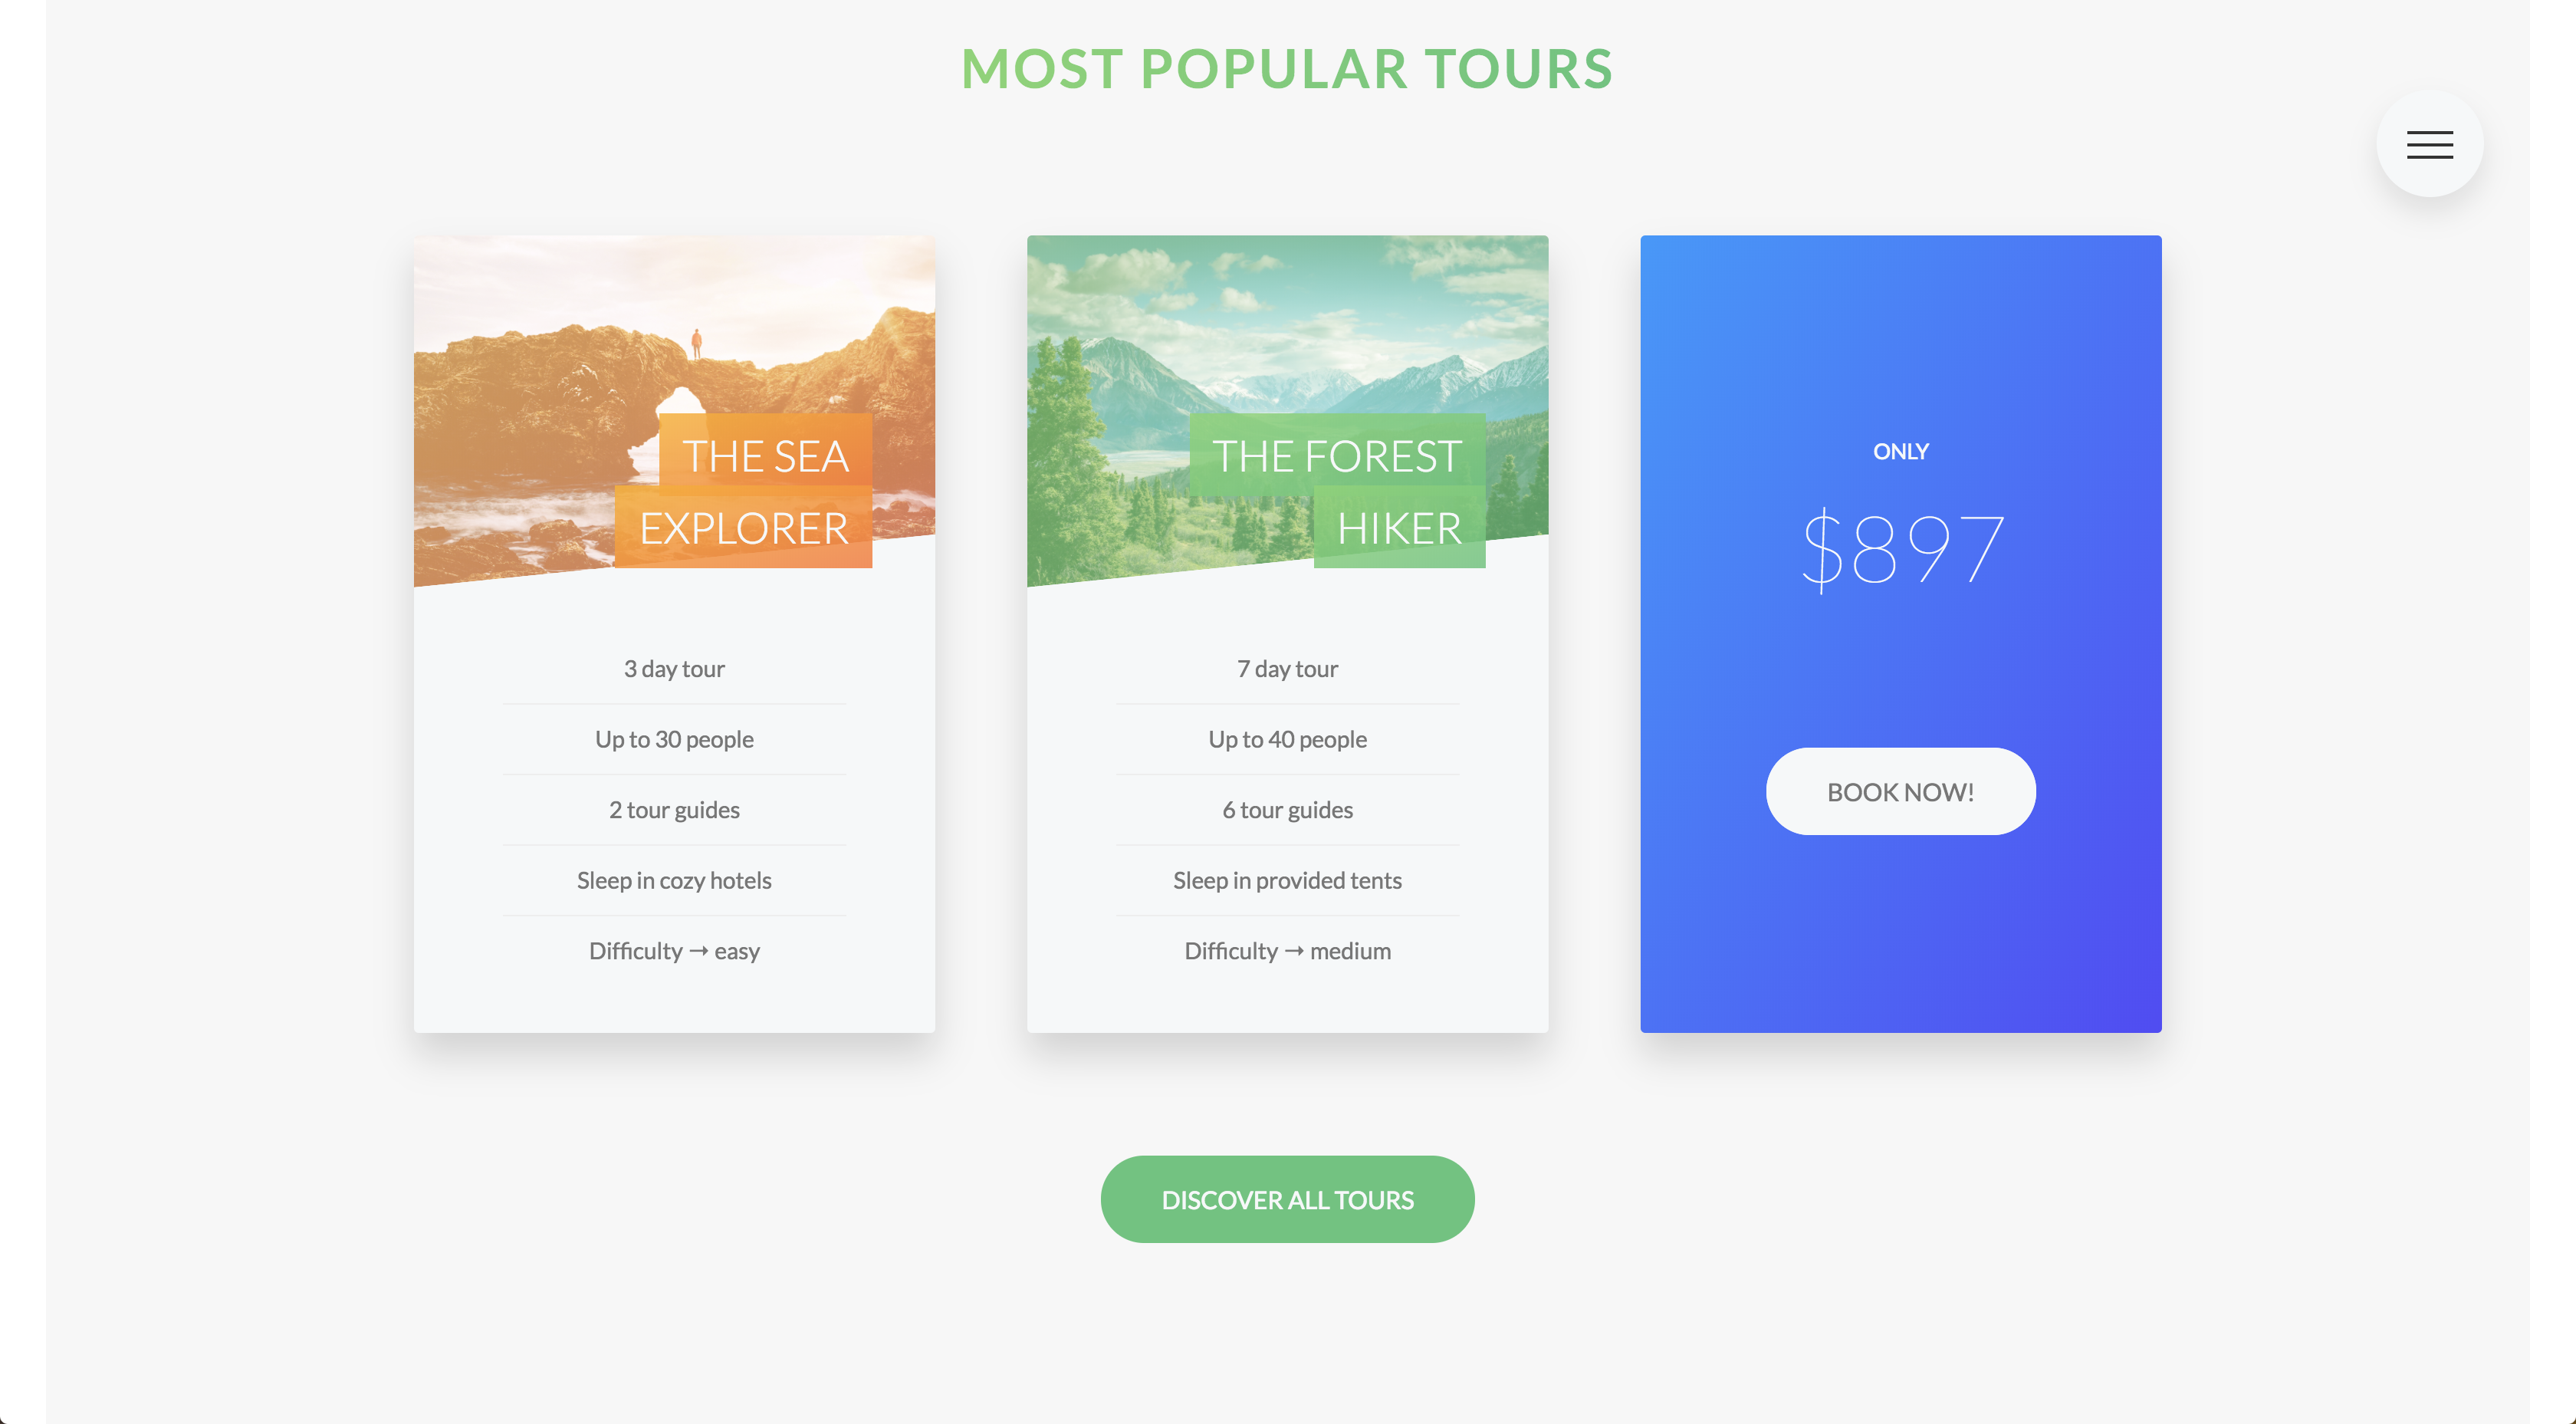 MOST POPULAR TOURS
THE SEA
EXPLORER
3 day tour
Up to 30 people
2 tour guides
Sleep in cozy hotels
Difficulty → easy
THE FOREST
HIKER
7 day tour
Up to 40 people
6 tour guides
Sleep in provided tents
Difficulty → medium
ONLY
$897
BOOK NOW!
DISCOVER ALL TOURS